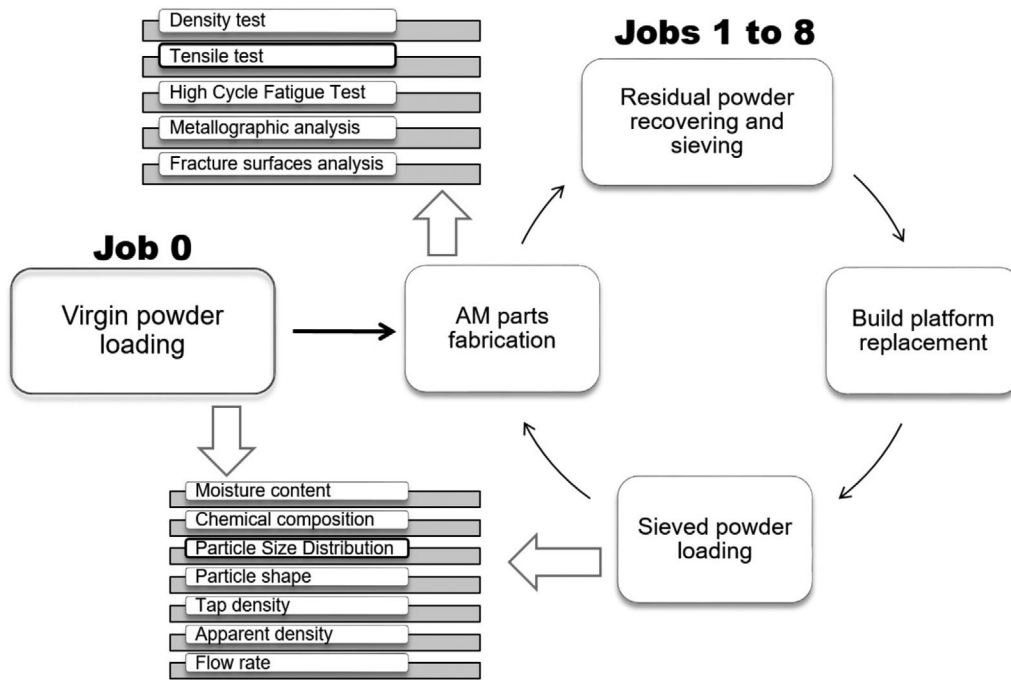 Density test
Tensile test
High Cycle Fatigue Test
Metallographic analysis
Fracture surfaces analysis
Jobs 1 to 8
Residual powder
recovering and
sieving
Job 0
Virgin powder
loading
AM parts
fabrication
Build platform
replacement
Sieved powder
loading
Moisture content
Chemical composition
Particle Size Distribution
Particle shape
Tap density
Apparent density
Flow rate